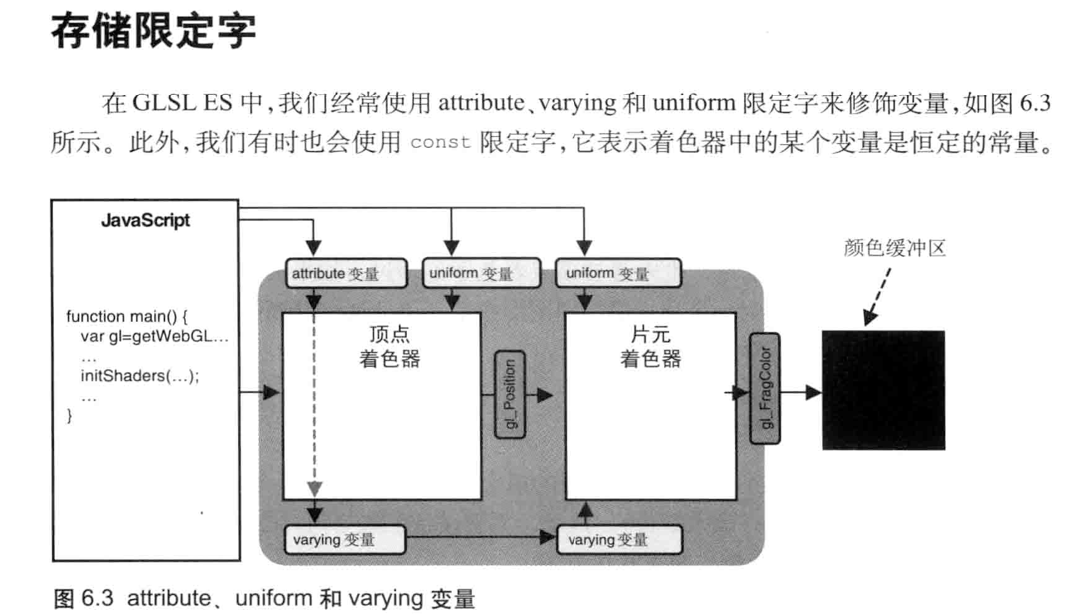 存储限定字
在 GLSL ES 中，我们经常使用 attribute、varying 和 uniform 限定字来修饰变量，如图 6.3
所示。此外，我们有时也会使用 const 限定字，它表示着色器中的某个变量是恒定的常量。
JavaScript
function main() {
var gl=getWebGL…
…
initShaders(…);
…
}
attribute 变量
uniform 变量
uniform 变量
颜色缓冲区
顶点
着色器
片元
着色器
gl_Position
gl_FragColor
varying 变量
varying 变量
图 6.3 attribute、uniform 和 varying 变量